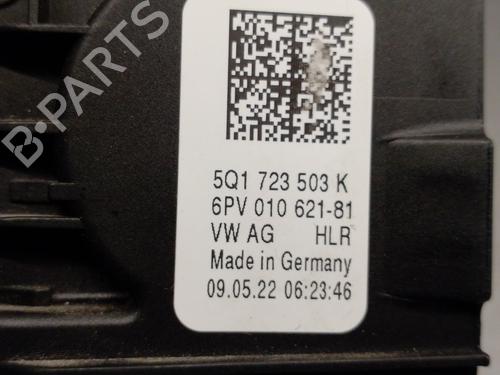 B-PARTS
5Q1 723 503 K
6PV 010 621-81
VW AG HLR
Made in Germany
09.05.22 06:23:46